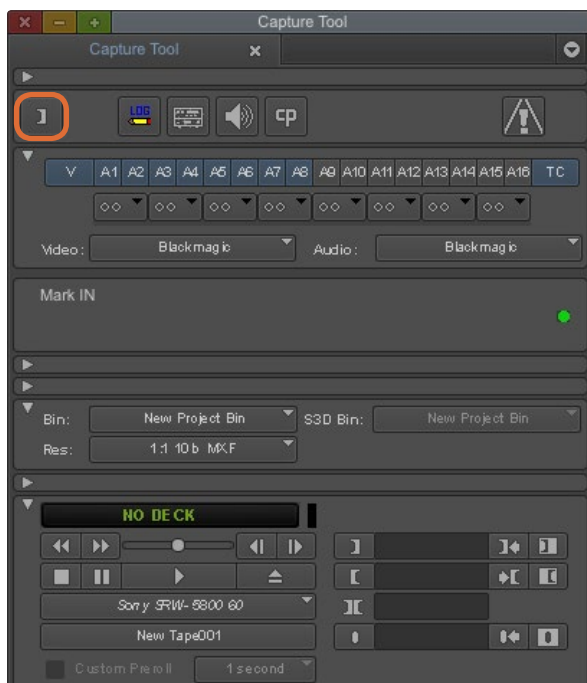 Capture Tool
Capture Tool
LOG CP
V A1 A2 A3 A4 A5 A6 A7 A8 A9 A10 A11 A12 A13 A14 A15 A16 TC
Video: Blackmagic Audio: Blackmagic
Mark IN
Bin: New Project Bin S3D Bin: New Project Bin
Res: 1:1 10b MXF
NO DECK
Sony SRW-5800 60
New Tape001
Custom Preroll 1 second